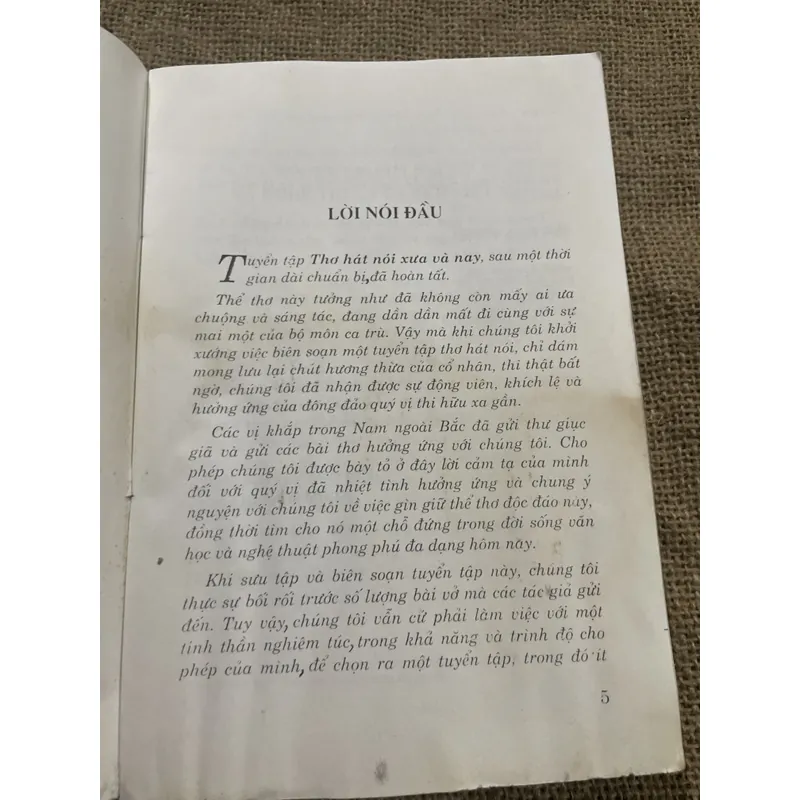 LỜI NÓI ĐẦU
Tuyển tập Thơ hát nói xưa và nay, sau một thời
gian dài chuẩn bị, đã hoàn tất.
Thể thơ này tưởng như đã không còn mấy ai ưa
chuộng và sáng tác, đang dần dần mất đi cùng với sự
mai một của bộ môn ca trù. Vậy mà khi chúng tôi khởi
xướng việc biên soạn một tuyển tập thơ hát nói, chỉ dám
mong lưu lại chút hương thừa của cổ nhân, thì thật bất
ngờ, chúng tôi đã nhận được sự động viên, khích lệ và
hưởng ứng của đông đảo quý vị thi hữu xa gần.
Các vị khắp trong Nam ngoài Bắc đã gửi thư giục
giã và gửi các bài thơ hưởng ứng với chúng tôi. Cho
phép chúng tôi được bày tỏ ở đây lời cảm tạ của mình
đối với quý vị đã nhiệt tình hưởng ứng và chung ý
nguyện với chúng tôi về việc gìn giữ thể thơ độc đáo này,
đồng thời tìm cho nó một chỗ đứng trong đời sống văn
học và nghệ thuật phong phú đa dạng hôm nay.
Khi sưu tập và biên soạn tuyển tập này, chúng tôi
thực sự bối rối trước số lượng bài vở mà các tác giả gửi
đến. Tuy vậy, chúng tôi vẫn cứ phải làm việc với một
tinh thần nghiêm túc, trong khả năng và trình độ cho
phép của mình, để chọn ra một tuyển tập, trong đó ít
5